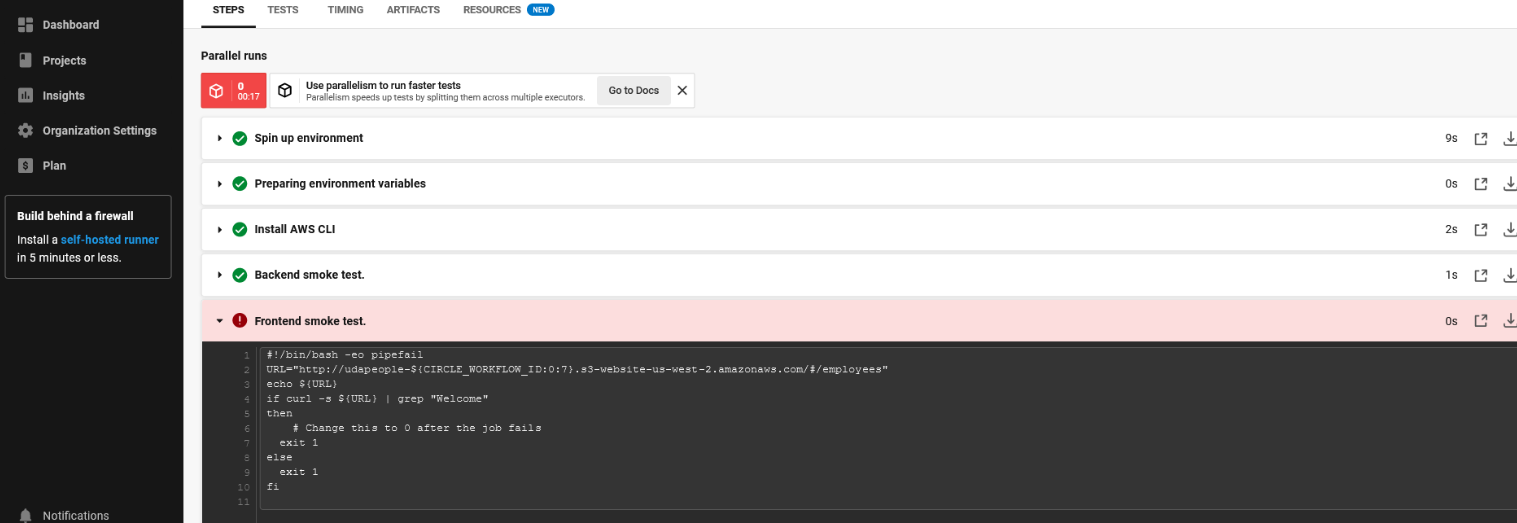 STEPS TESTS TIMING ARTIFACTS RESOURCES NEW
Dashboard
Projects
Insights
Organization Settings
Plan
Build behind a firewall
Install a self-hosted runner
in 5 minutes or less.
Notifications
Parallel runs
0
00:17
Use parallelism to run faster tests
Parallelism speeds up tests by splitting them across multiple executors.
Go to Docs
Spin up environment 9s
Preparing environment variables 0s
Install AWS CLI 2s
Backend smoke test. 1s
Frontend smoke test. 0s
1 #!/bin/bash -eo pipefail
2 URL="http://udapeople-${CIRCLE_WORKFLOW_ID:0:7}.s3-website-us-west-2.amazonaws.com/#/employees"
3 echo ${URL}
4 if curl -s ${URL} | grep "Welcome"
5 then
6     # Change this to 0 after the job fails
7   exit 1
8 else
9   exit 1
10 fi
11